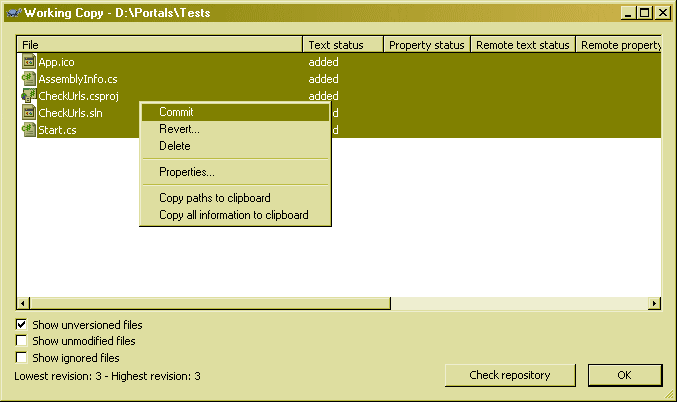 Working Copy - D:\Portals\Tests
File Text status Property status Remote text status Remote property
App.ico added
AssemblyInfo.cs added
CheckUrls.csproj added
CheckUrls.sln
Start.cs
Commit
Revert...
Delete
Properties...
Copy paths to clipboard
Copy all information to clipboard
Show unversioned files
Show unmodified files
Show ignored files
Lowest revision: 3 - Highest revision: 3
Check repository OK